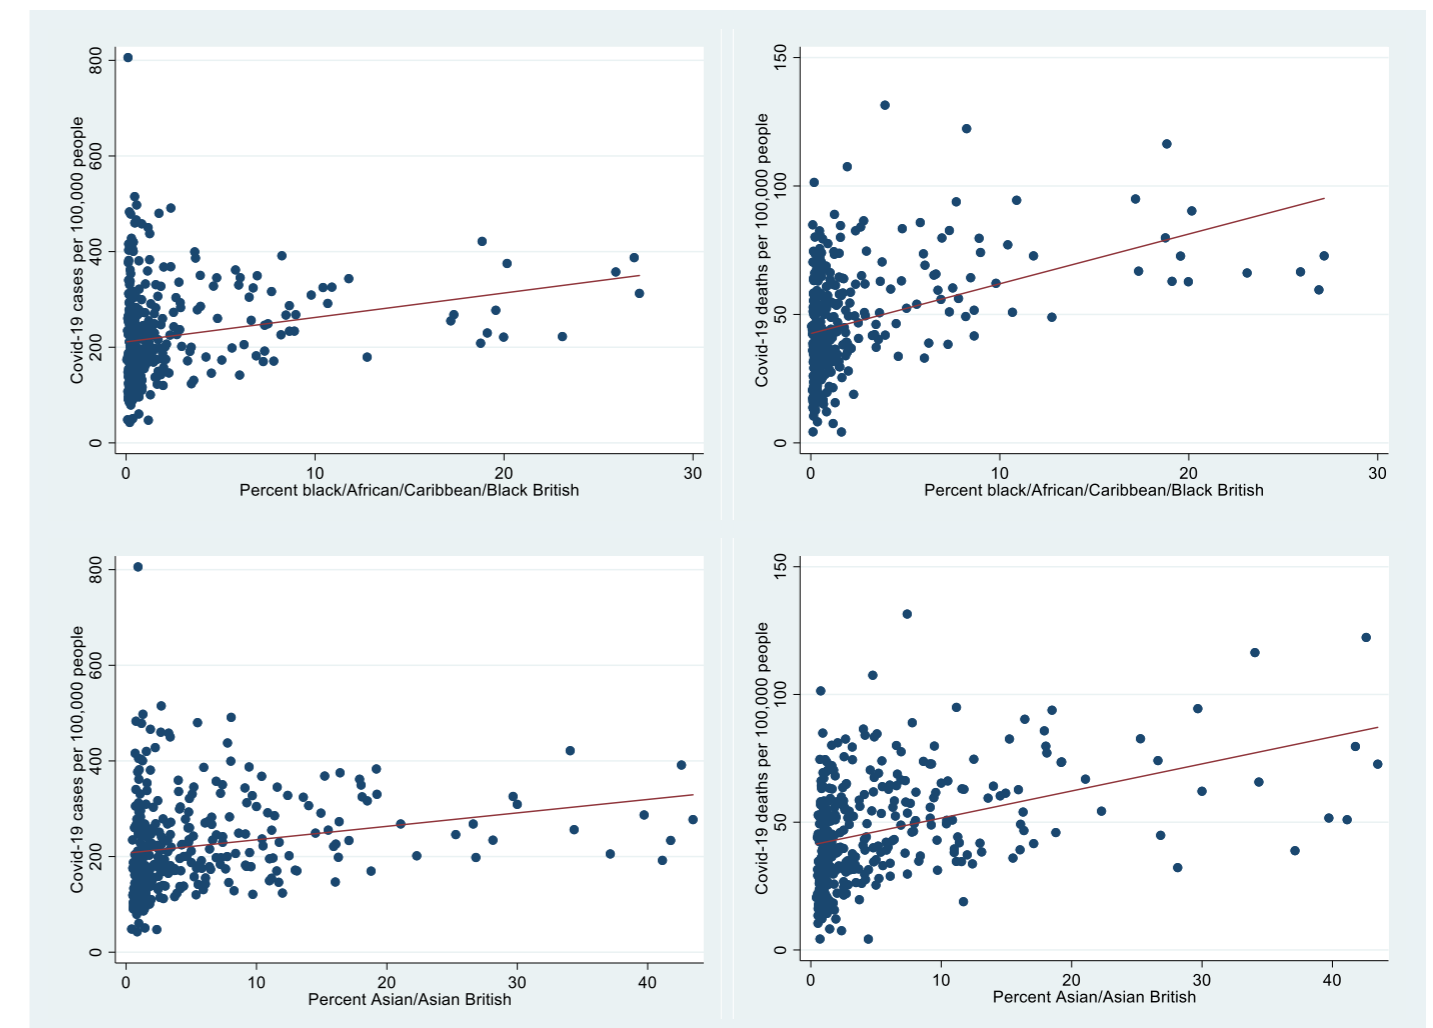 Covid-19 cases per 100,000 people
800
600
400
200
0
0 10 20 30
Percent black/African/Caribbean/Black British
Covid-19 deaths per 100,000 people
150
100
50
0
0 10 20 30
Percent black/African/Caribbean/Black British
Covid-19 cases per 100,000 people
800
600
400
200
0
0 10 20 30 40
Percent Asian/Asian British
Covid-19 deaths per 100,000 people
150
100
50
0
0 10 20 30 40
Percent Asian/Asian British